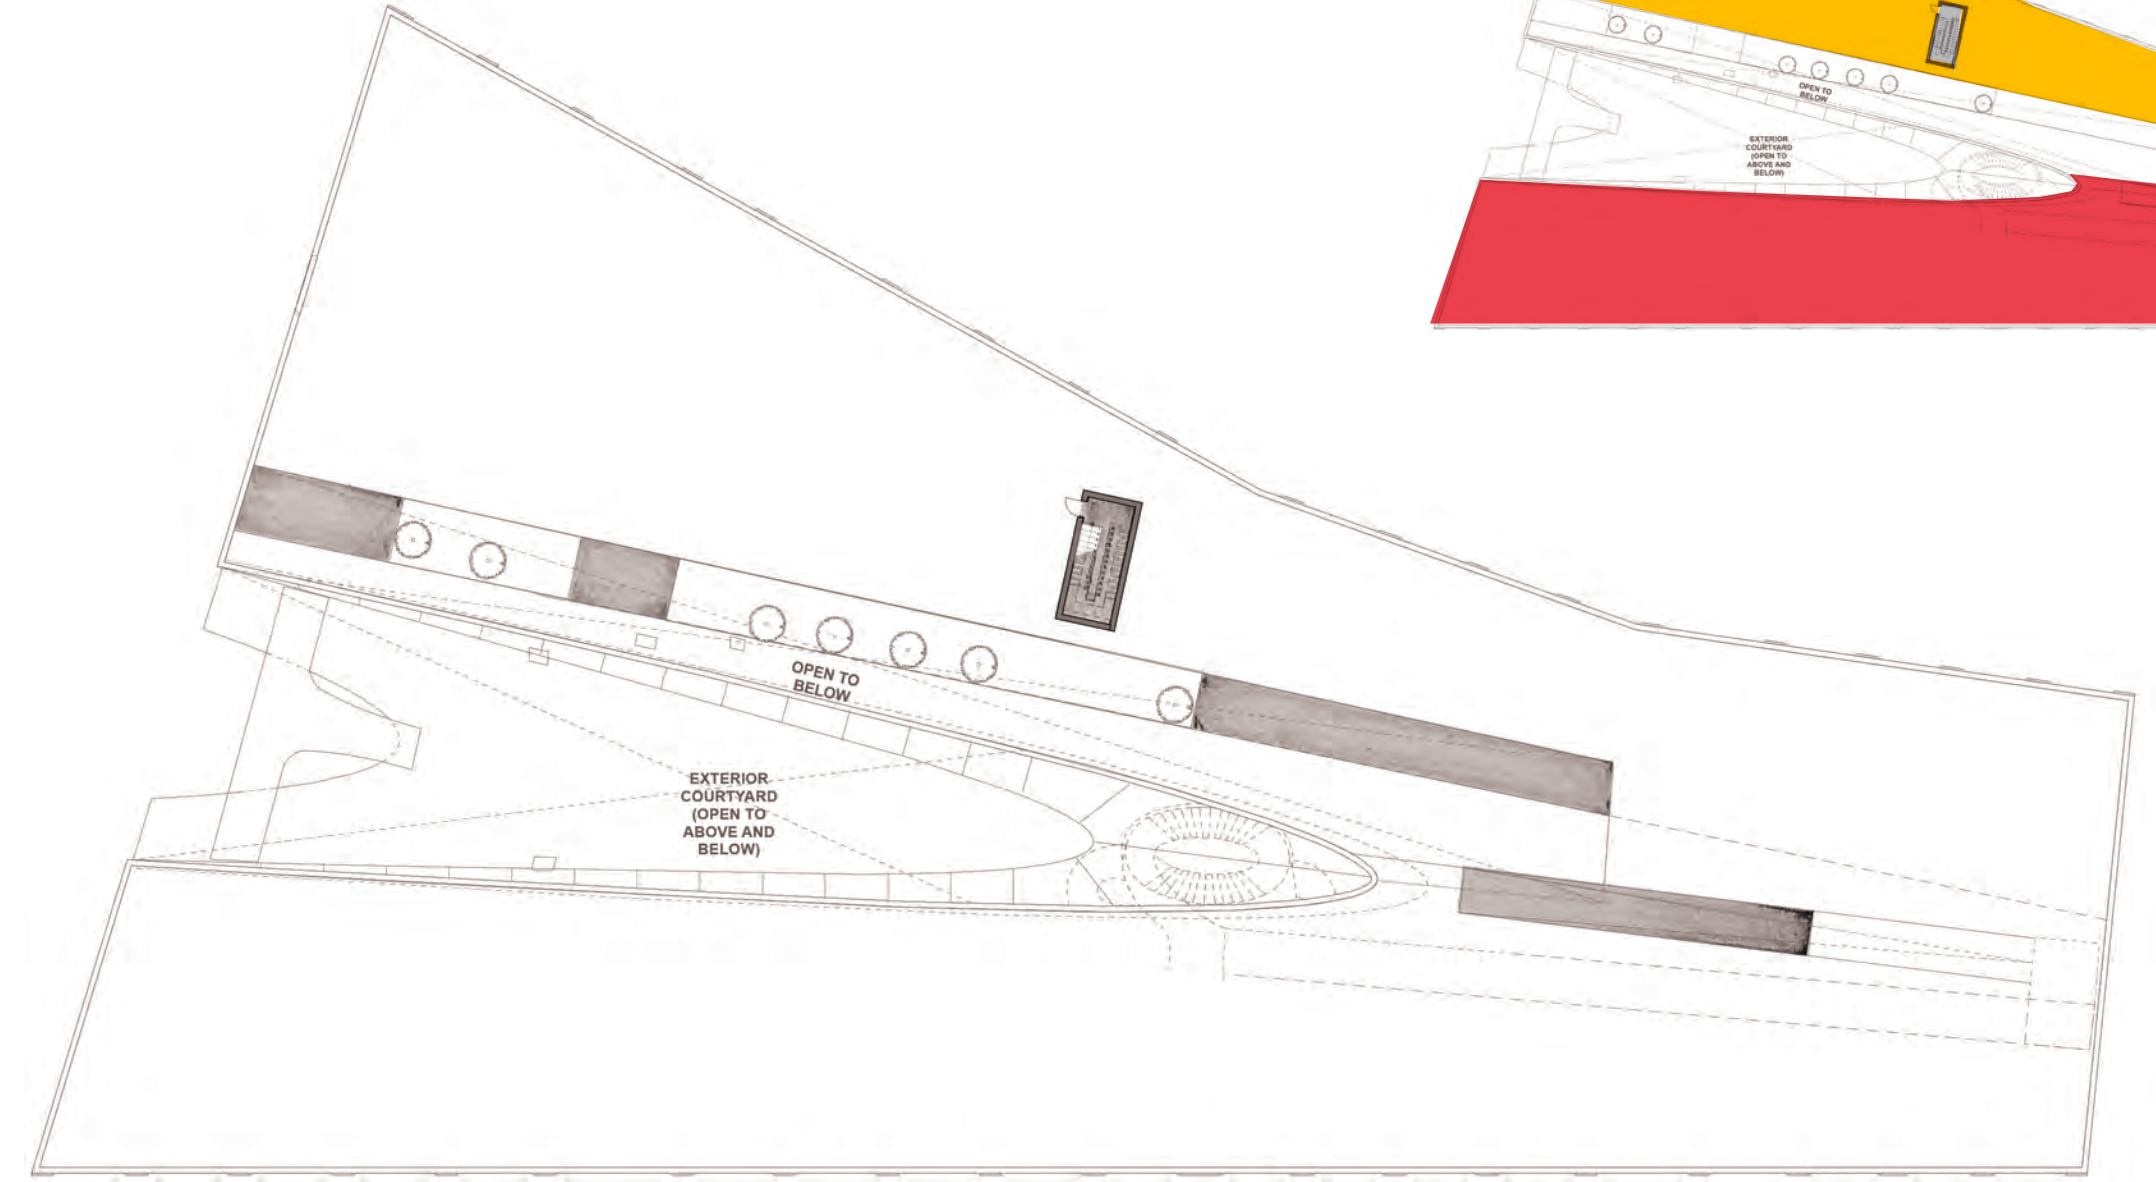 OPEN TO
BELOW
EXTERIOR
COURTYARD
(OPEN TO
ABOVE AND
BELOW)
OPEN TO
BELOW
EXTERIOR
COURTYARD
(OPEN TO
ABOVE AND
BELOW)